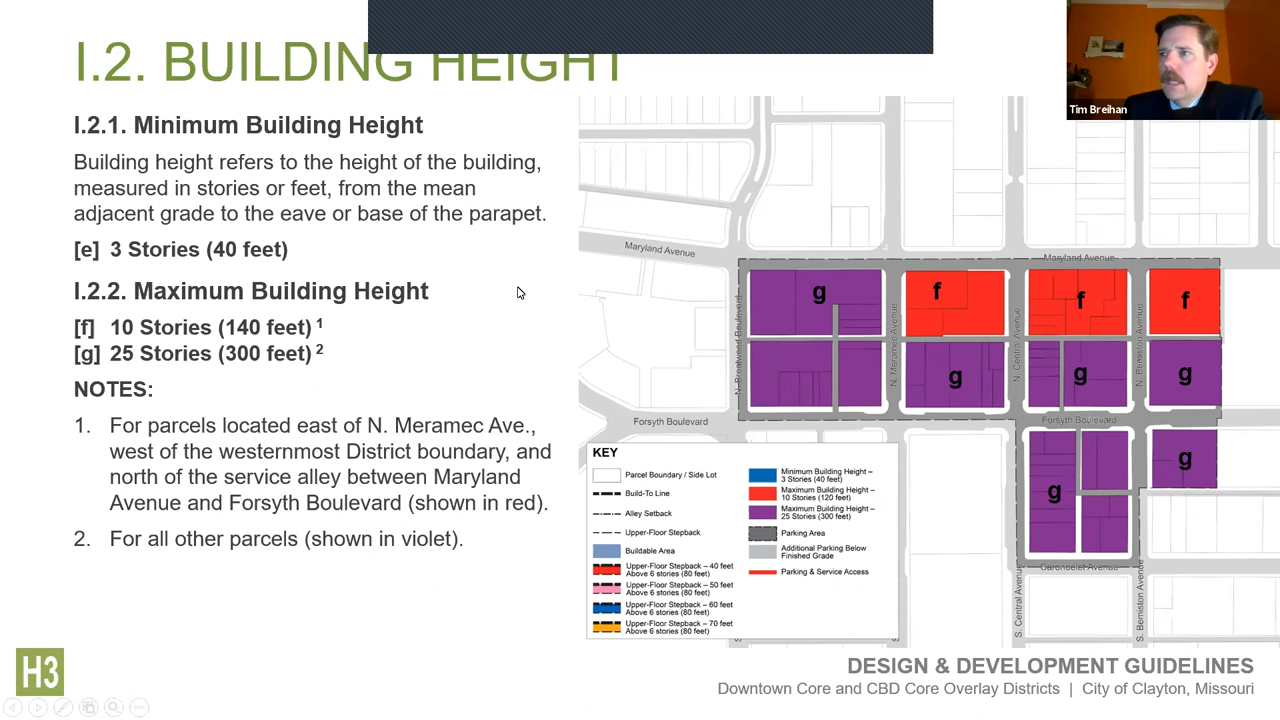 I.2. BUILDING HEIGHT
Tim Breihan
I.2.1. Minimum Building Height
Building height refers to the height of the building,
measured in stories or feet, from the mean
adjacent grade to the eave or base of the parapet.
[e] 3 Stories (40 feet)
I.2.2. Maximum Building Height
[f] 10 Stories (140 feet) 1
[g] 25 Stories (300 feet) 2
NOTES:
1. For parcels located east of N. Meramec Ave.,
west of the westernmost District boundary, and
north of the service alley between Maryland
Avenue and Forsyth Boulevard (shown in red).
2. For all other parcels (shown in violet).
Maryland Avenue
Maryland Avenue
g
f
f
f
N. Brentwood Boulevard
N. Meramec Avenue
N. Central Avenue
N. Bemiston Avenue
g
g
g
Forsyth Boulevard
Forsyth Boulevard
g
g
Carondelet Avenue
S. Central Avenue
S. Bemiston Avenue
KEY
Parcel Boundary / Side Lot
Build-To Line
Alley Setback
Upper-Floor Stepback
Buildable Area
Upper-Floor Stepback – 40 feet
Above 6 stories (80 feet)
Upper-Floor Stepback – 50 feet
Above 6 stories (80 feet)
Upper-Floor Stepback – 60 feet
Above 6 stories (80 feet)
Upper-Floor Stepback – 70 feet
Above 6 stories (80 feet)
Minimum Building Height –
3 Stories (40 feet)
Maximum Building Height –
10 Stories (120 feet)
Maximum Building Height –
25 Stories (300 feet)
Parking Area
Additional Parking Below
Finished Grade
Parking & Service Access
H3
DESIGN & DEVELOPMENT GUIDELINES
Downtown Core and CBD Core Overlay Districts | City of Clayton, Missouri